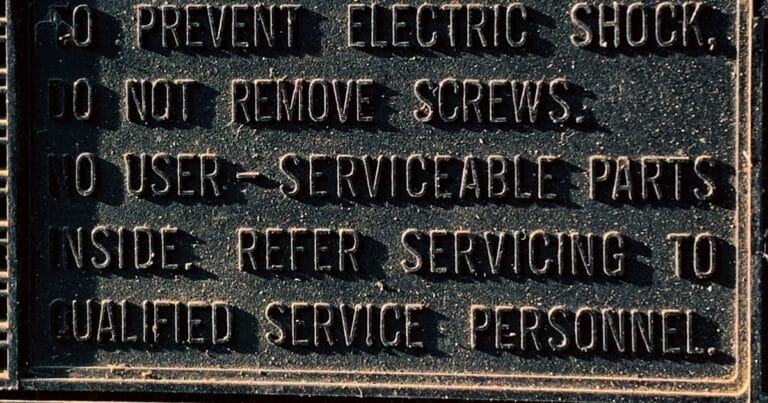 TO PREVENT ELECTRIC SHOCK,
DO NOT REMOVE SCREWS.
NO USER-SERVICEABLE PARTS
INSIDE. REFER SERVICING TO
QUALIFIED SERVICE PERSONNEL.